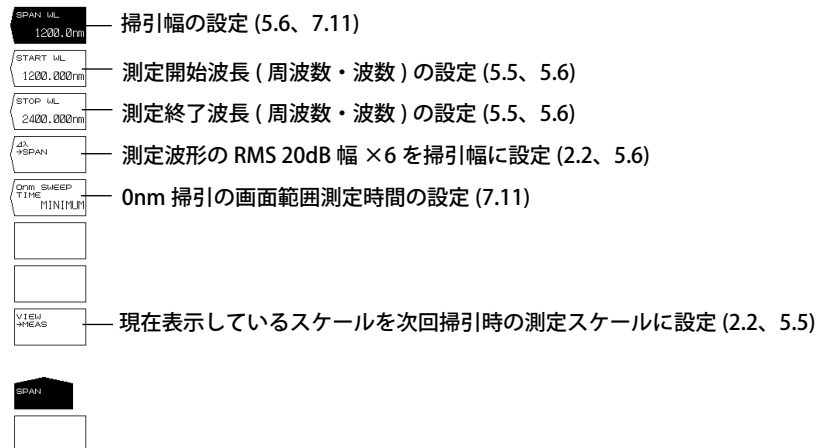 SPAN WL
1200.0nm
掃引幅の設定 (5.6、7.11)
START WL
1200.000nm
測定開始波長 ( 周波数・波数 ) の設定 (5.5、5.6)
STOP WL
2400.000nm
測定終了波長 ( 周波数・波数 ) の設定 (5.5、5.6)
Δλ
→SPAN
測定波形の RMS 20dB 幅 ×6 を掃引幅に設定 (2.2、5.6)
0nm SWEEP
TIME
MINIMUM
0nm 掃引の画面範囲測定時間の設定 (7.11)
VIEW
→MEAS
現在表示しているスケールを次回掃引時の測定スケールに設定 (2.2、5.5)
SPAN